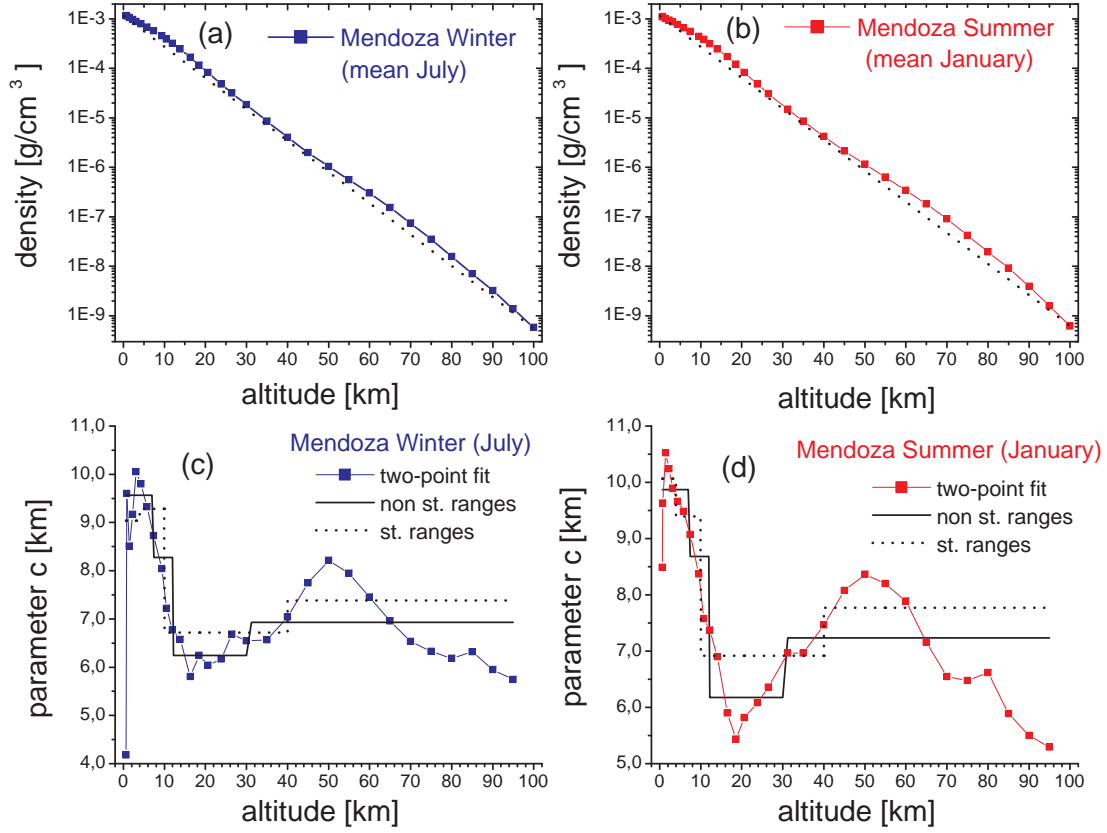 (a)
Mendoza Winter
(mean July)
density [g/cm³]
1E-3
1E-4
1E-5
1E-6
1E-7
1E-8
1E-9
0 10 20 30 40 50 60 70 80 90 100
altitude [km]
(b)
Mendoza Summer
(mean January)
density [g/cm³]
1E-3
1E-4
1E-5
1E-6
1E-7
1E-8
1E-9
0 10 20 30 40 50 60 70 80 90 100
altitude [km]
(c)
Mendoza Winter (July)
two-point fit
non st. ranges
st. ranges
parameter c [km]
11,0
10,0
9,0
8,0
7,0
6,0
5,0
4,0
0 10 20 30 40 50 60 70 80 90 100
altitude [km]
(d)
Mendoza Summer (January)
two-point fit
non st. ranges
st. ranges
parameter c [km]
11,0
10,0
9,0
8,0
7,0
6,0
5,0
0 10 20 30 40 50 60 70 80 90 100
altitude [km]